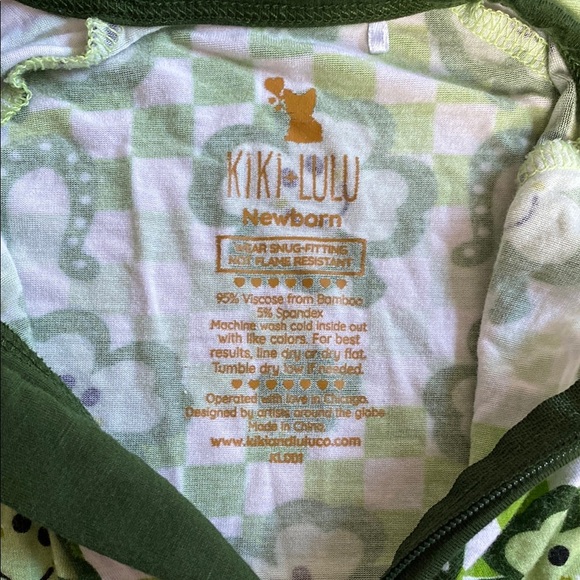 KIKI + LULU
Newborn
WEAR SNUG-FITTING
NOT FLAME RESISTANT
95% Viscose from Bamboo
5% Spandex
Machine wash cold inside out
with like colors. For best
results, line dry or dry flat.
Tumble dry low if needed.
Operated with love in Chicago.
Designed by artists around the globe
Made in China
www.kikiandluluco.com
KL001